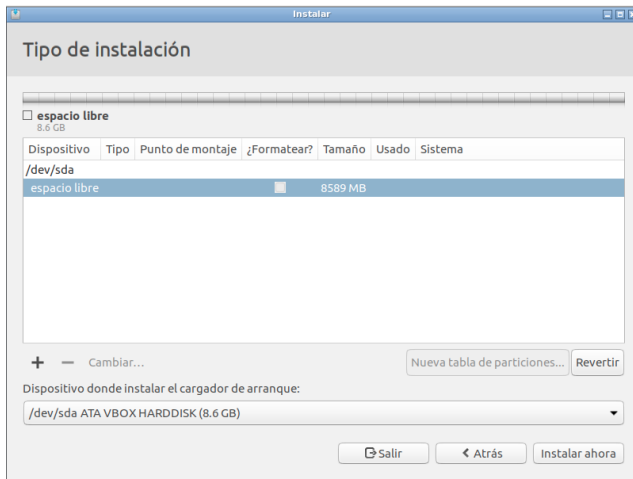 Instalar
Tipo de instalación
espacio libre
8.6 GB
Dispositivo Tipo Punto de montaje ¿Formatear? Tamaño Usado Sistema
/dev/sda
espacio libre 8589 MB
+ − Cambiar... Nueva tabla de particiones... Revertir
Dispositivo donde instalar el cargador de arranque:
/dev/sda ATA VBOX HARDDISK (8.6 GB)
Salir Atrás Instalar ahora